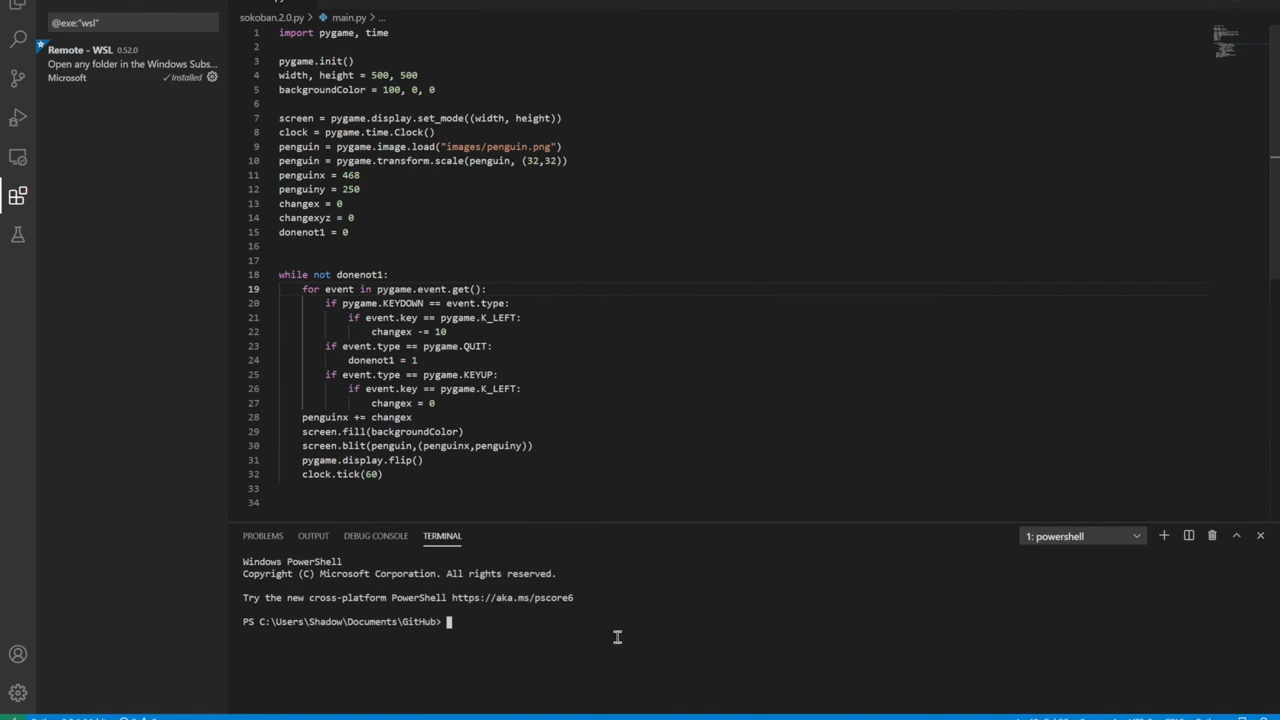 @exe:"wsl"
Remote - WSL 0.52.0
Open any folder in the Windows Subs...
Microsoft
Installed
sokoban.2.0.py > main.py > ...
1 import pygame, time
2
3 pygame.init()
4 width, height = 500, 500
5 backgroundColor = 100, 0, 0
6
7 screen = pygame.display.set_mode((width, height))
8 clock = pygame.time.Clock()
9 penguin = pygame.image.load("images/penguin.png")
10 penguin = pygame.transform.scale(penguin, (32,32))
11 penguinx = 468
12 penguiny = 250
13 changex = 0
14 changexyz = 0
15 donenot1 = 0
16
17
18 while not donenot1:
19 for event in pygame.event.get():
20 if pygame.KEYDOWN == event.type:
21 if event.key == pygame.K_LEFT:
22 changex -= 10
23 if event.type == pygame.QUIT:
24 donenot1 = 1
25 if event.type == pygame.KEYUP:
26 if event.key == pygame.K_LEFT:
27 changex = 0
28 penguinx += changex
29 screen.fill(backgroundColor)
30 screen.blit(penguin,(penguinx,penguiny))
31 pygame.display.flip()
32 clock.tick(60)
33
34
PROBLEMS OUTPUT DEBUG CONSOLE TERMINAL
1: powershell
Windows PowerShell
Copyright (C) Microsoft Corporation. All rights reserved.
Try the new cross-platform PowerShell https://aka.ms/pscore6
PS C:\Users\Shadow\Documents\GitHub>